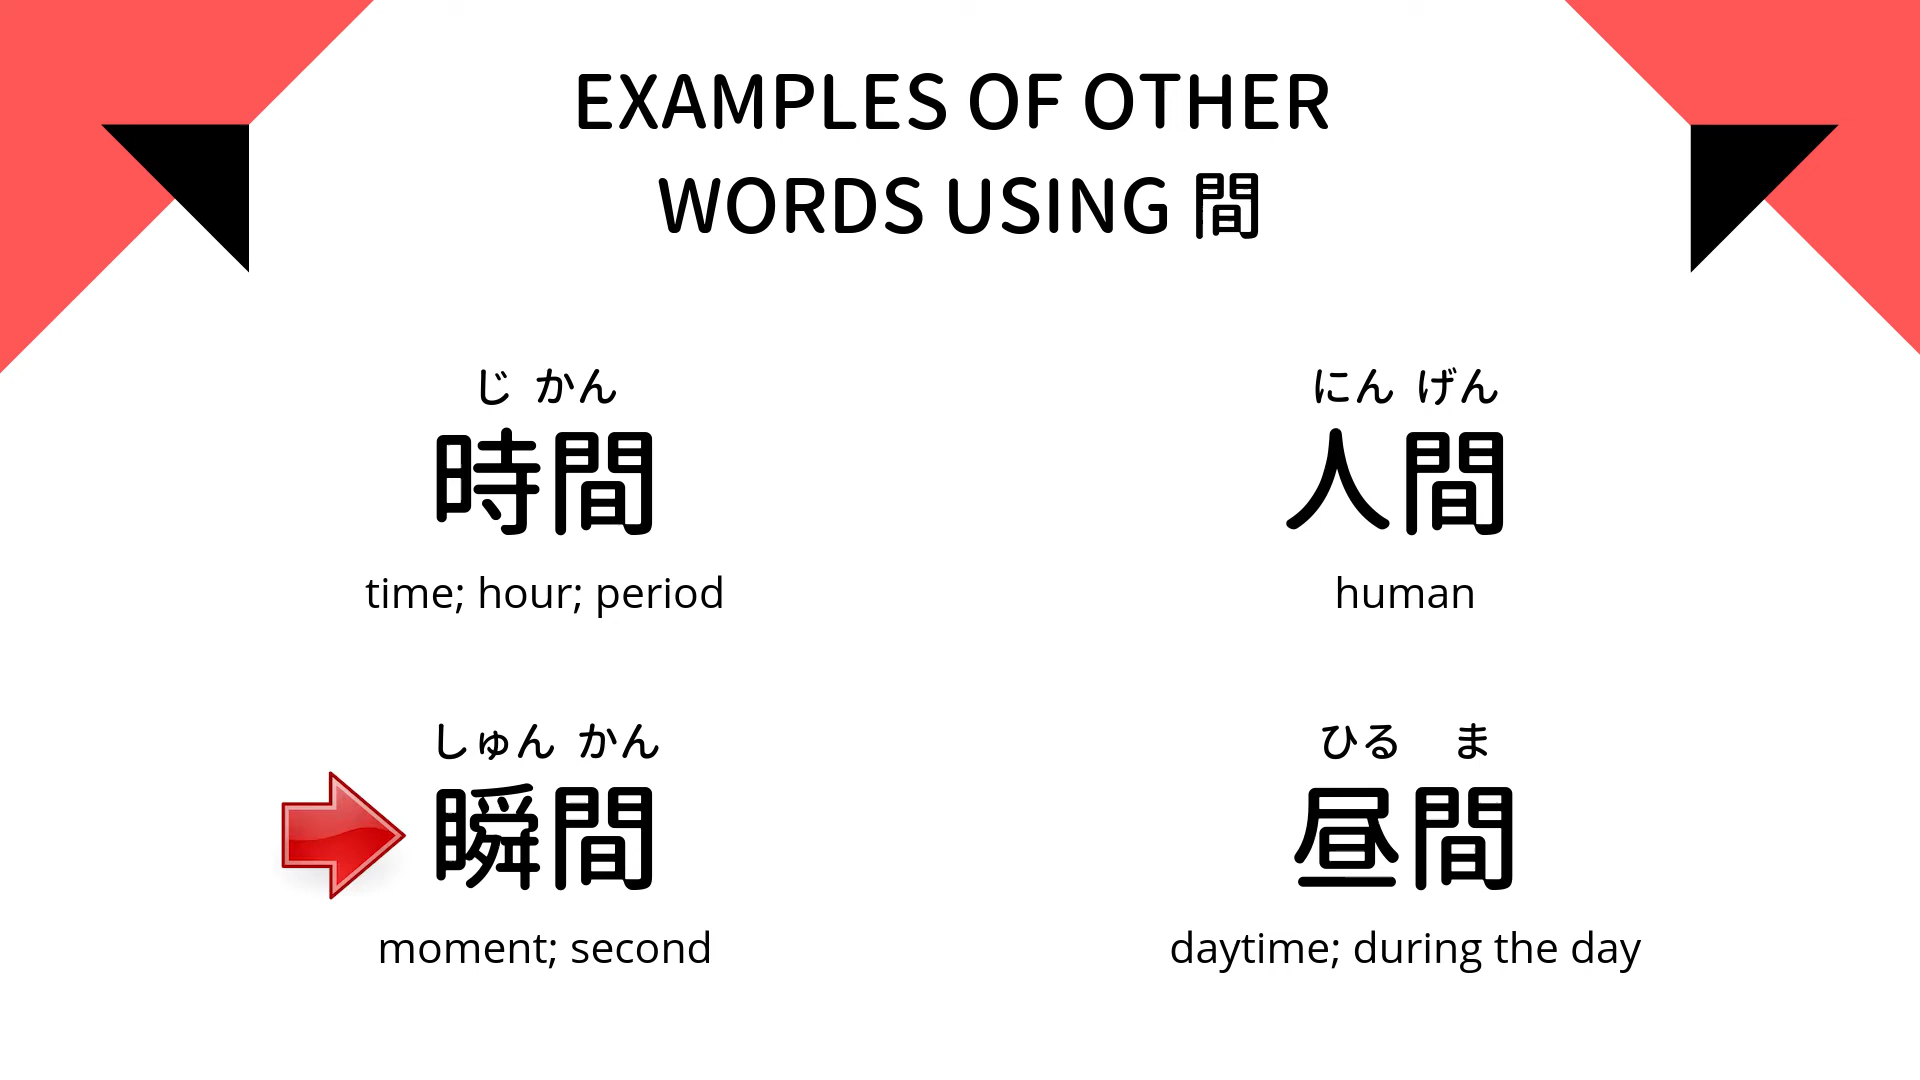 EXAMPLES OF OTHER
WORDS USING 間
じ かん
時間
time; hour; period
にん げん
人間
human
しゅん かん
瞬間
moment; second
ひる ま
昼間
daytime; during the day